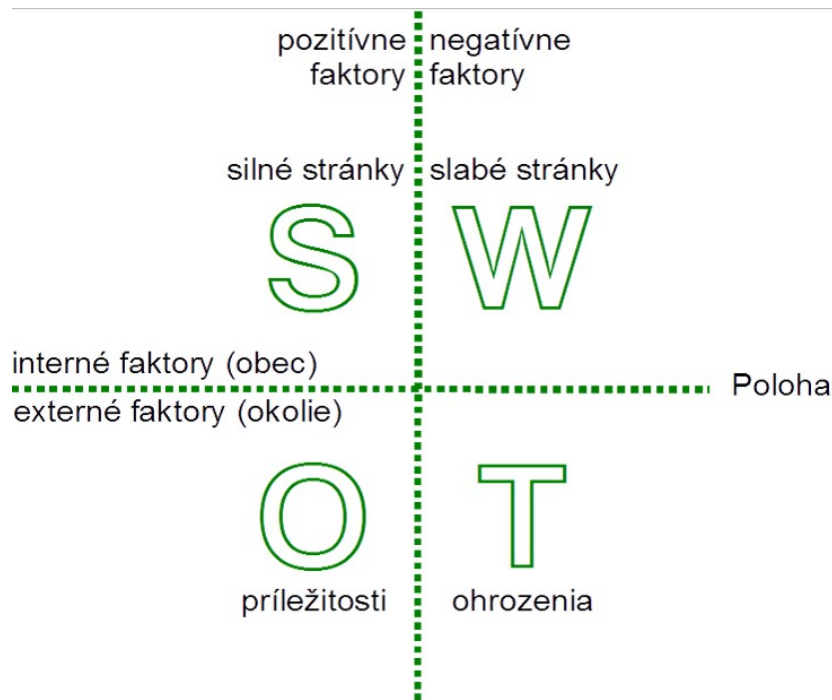 pozitívne negatívne
faktory faktory
silné stránky slabé stránky
S W
interné faktory (obec)
Poloha
externé faktory (okolie)
O T
príležitosti ohrozenia